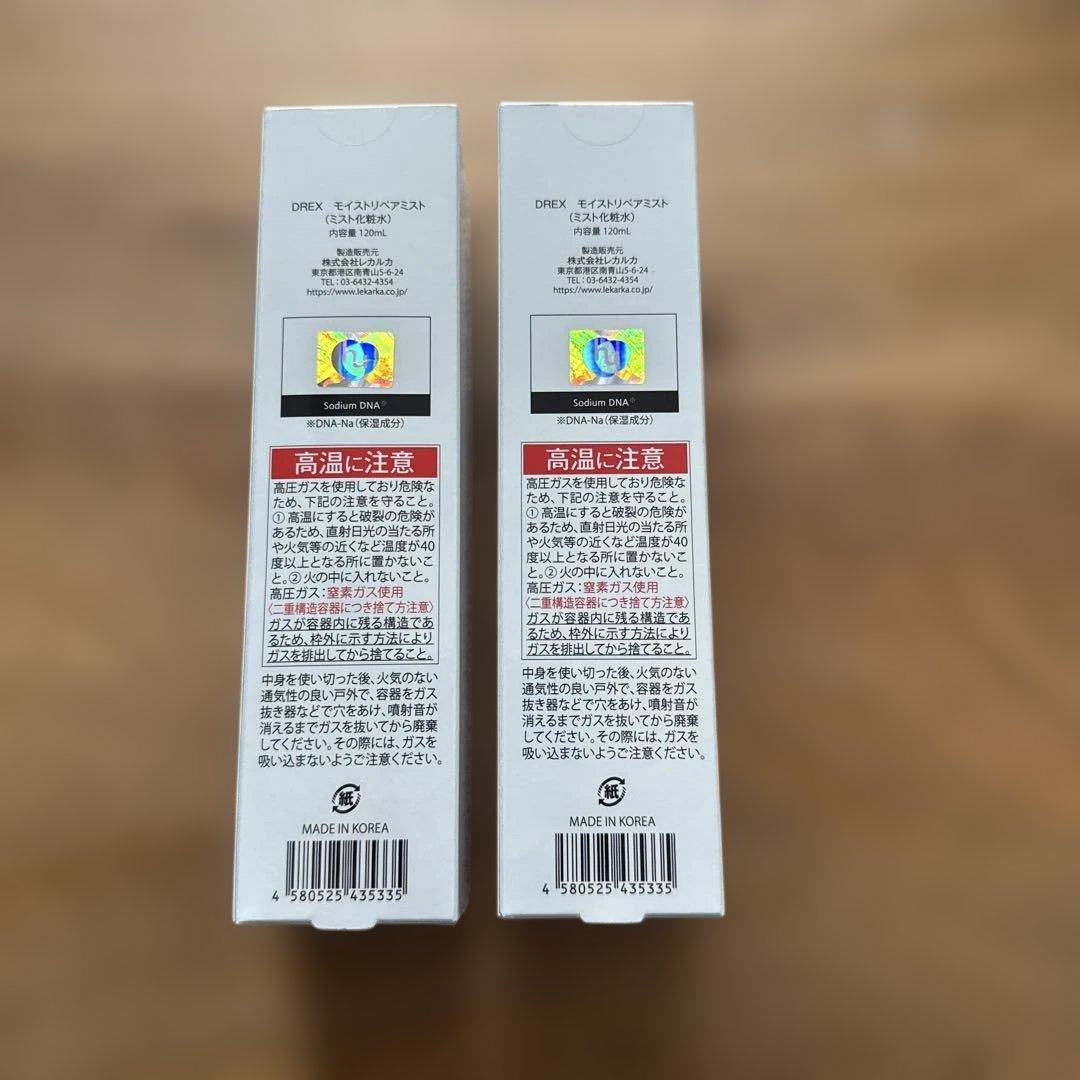 DREX モイストリペアミスト
(ミスト化粧水)
内容量 120mL
製造販売元
株式会社レカルカ
東京都港区南青山5-6-24
TEL:03-6432-4354
https://www.lekarka.co.jp/
Sodium DNA※
※DNA-Na(保湿成分)
高温に注意
高圧ガスを使用しており危険な
ため、下記の注意を守ること。
①高温にすると破裂の危険が
あるため、直射日光の当たる所
や火気等の近くなど温度が40
度以上となる所に置かないこ
と。②火の中に入れないこと。
高圧ガス:窒素ガス使用
〈二重構造容器につき捨て方注意〉
ガスが容器内に残る構造であ
るため、枠外に示す方法により
ガスを排出してから捨てること。
中身を使い切った後、火気のない
通気性の良い戸外で、容器をガス
抜き器などで穴をあけ、噴射音が
消えるまでガスを抜いてから廃棄
してください。その際には、ガスを
吸い込まないようご注意ください。
紙
MADE IN KOREA
4 580525 435335
DREX モイストリペアミスト
(ミスト化粧水)
内容量 120mL
製造販売元
株式会社レカルカ
東京都港区南青山5-6-24
TEL:03-6432-4354
https://www.lekarka.co.jp/
Sodium DNA※
※DNA-Na(保湿成分)
高温に注意
高圧ガスを使用しており危険な
ため、下記の注意を守ること。
①高温にすると破裂の危険が
あるため、直射日光の当たる所
や火気等の近くなど温度が40
度以上となる所に置かないこ
と。②火の中に入れないこと。
高圧ガス:窒素ガス使用
〈二重構造容器につき捨て方注意〉
ガスが容器内に残る構造であ
るため、枠外に示す方法により
ガスを排出してから捨てること。
中身を使い切った後、火気のない
通気性の良い戸外で、容器をガス
抜き器などで穴をあけ、噴射音が
消えるまでガスを抜いてから廃棄
してください。その際には、ガスを
吸い込まないようご注意ください。
紙
MADE IN KOREA
4 580525 435335